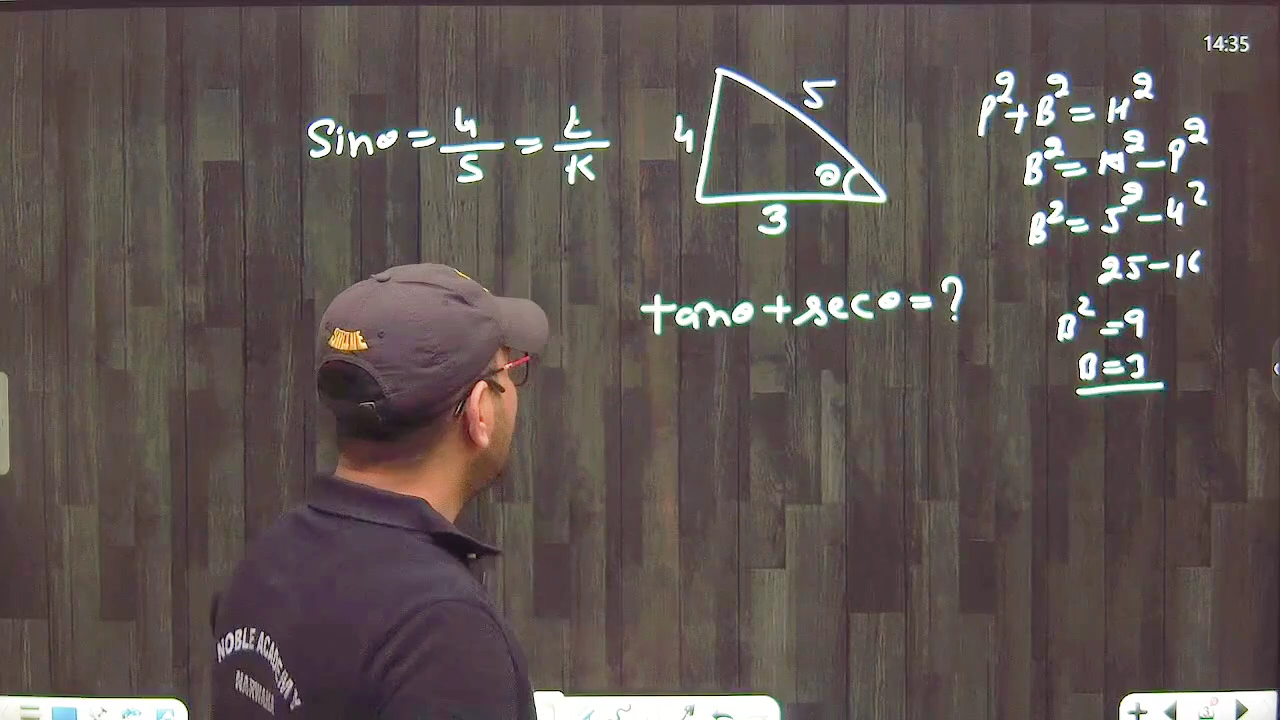 14:35
Sinθ = 4/5 = L/K
4
5
θ
3
P²+B² = H²
B² = H²-P²
B² = 5²-4²
25-16
B² = 9
B = 3
tanθ + secθ = ?
NOBLE ACADEMY
NARWANA